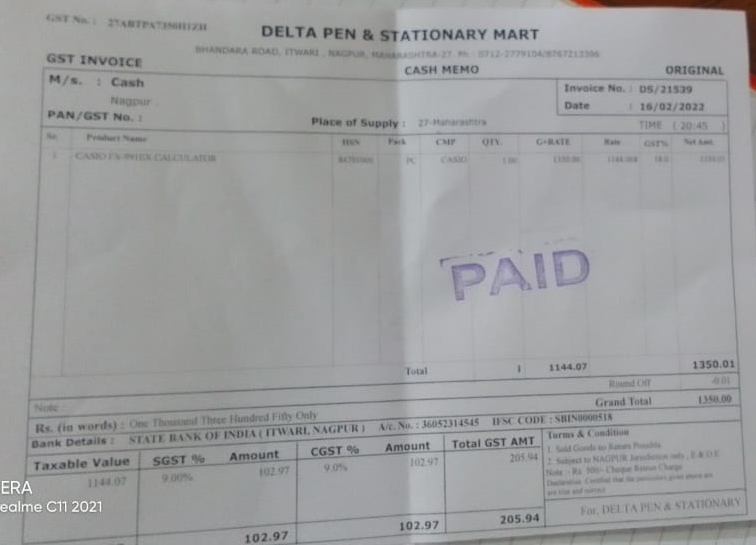 GST No.: 27ABTPA7350H1ZH
DELTA PEN & STATIONARY MART
BHANDARA ROAD, ITWARI, NAGPUR, MAHARASHTRA-27. Ph : 0712-2779104/8767213396
GST INVOICE CASH MEMO ORIGINAL
M/s. : Cash Invoice No. : DS/21539
Nagpur. Date : 16/02/2022
PAN/GST No. :
Place of Supply : 27-Maharashtra TIME ( 20:45 )
Sr. Product Name HSN Pack CMP QTY. G+RATE Rate GST% Net Amt.
1 CASIO FX-991EX CALCULATOR PC CASIO 1.00 1350.00 1144.068 18.0 1350.01
PAID
Total 1 1144.07 1350.01
Round Off -0.01
Note Grand Total 1350.00
Rs. (in words) : One Thousand Three Hundred Fifty Only
Bank Details : STATE BANK OF INDIA ( ITWARI, NAGPUR ) A/c. No. : 36052314545 IFSC CODE : SBIN0000518
Taxable Value SGST % Amount CGST % Amount Total GST AMT
1144.07 9.00% 102.97 9.0% 102.97 205.94
102.97 102.97 205.94
Turms & Condition
1. Sold Goods no Return Possible
2. Subject to NAGPUR Jurisdiction only , E & O.E
Note :- Rs. 500/- Cheque Return Charge
Declaration Certified that the particulars given above are
are true and correct
For, DELTA PEN & STATIONARY
ERA
ealme C11 2021